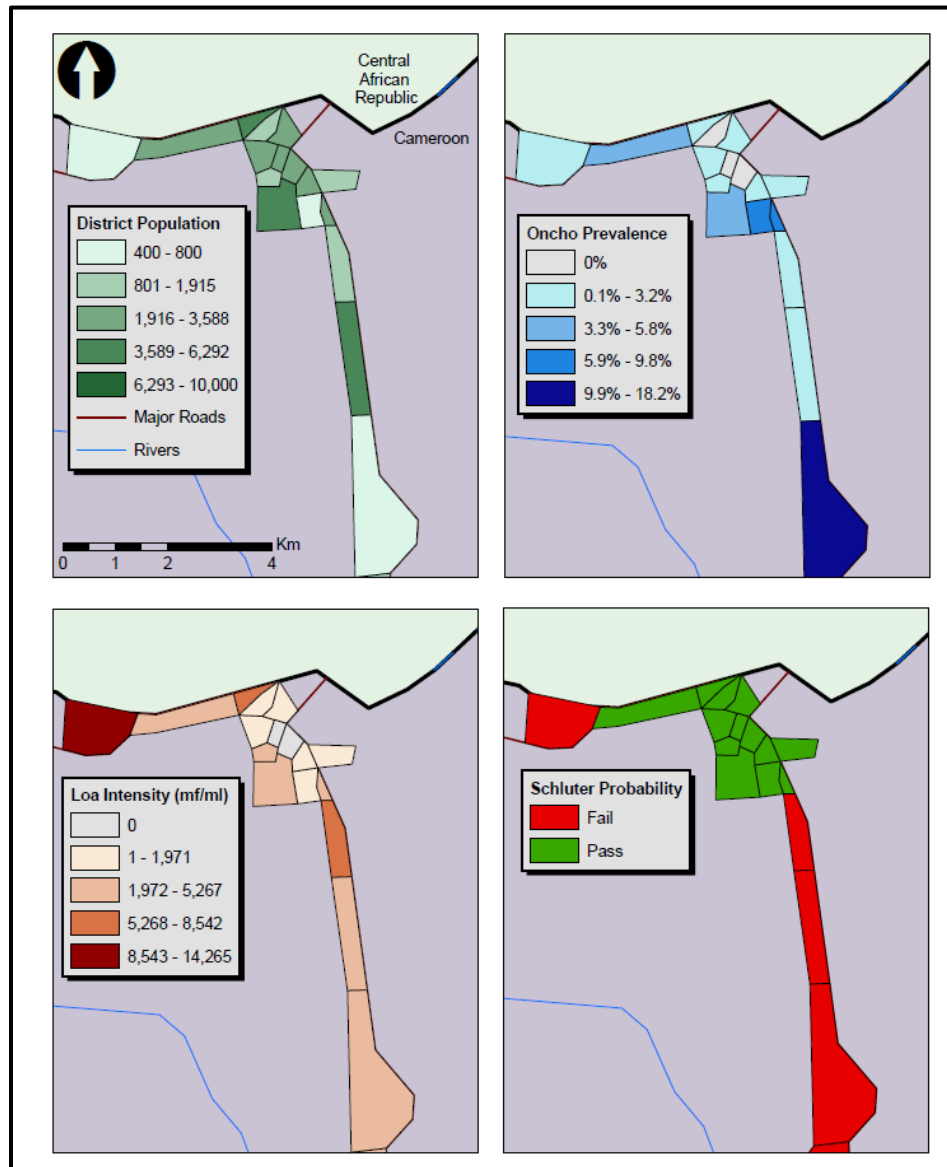 Central
African
Republic
Cameroon
District Population
400 - 800
801 - 1,915
1,916 - 3,588
3,589 - 6,292
6,293 - 10,000
Major Roads
Rivers
Km
0 1 2 4
Oncho Prevalence
0%
0.1% - 3.2%
3.3% - 5.8%
5.9% - 9.8%
9.9% - 18.2%
Loa Intensity (mf/ml)
0
1 - 1,971
1,972 - 5,267
5,268 - 8,542
8,543 - 14,265
Schluter Probability
Fail
Pass